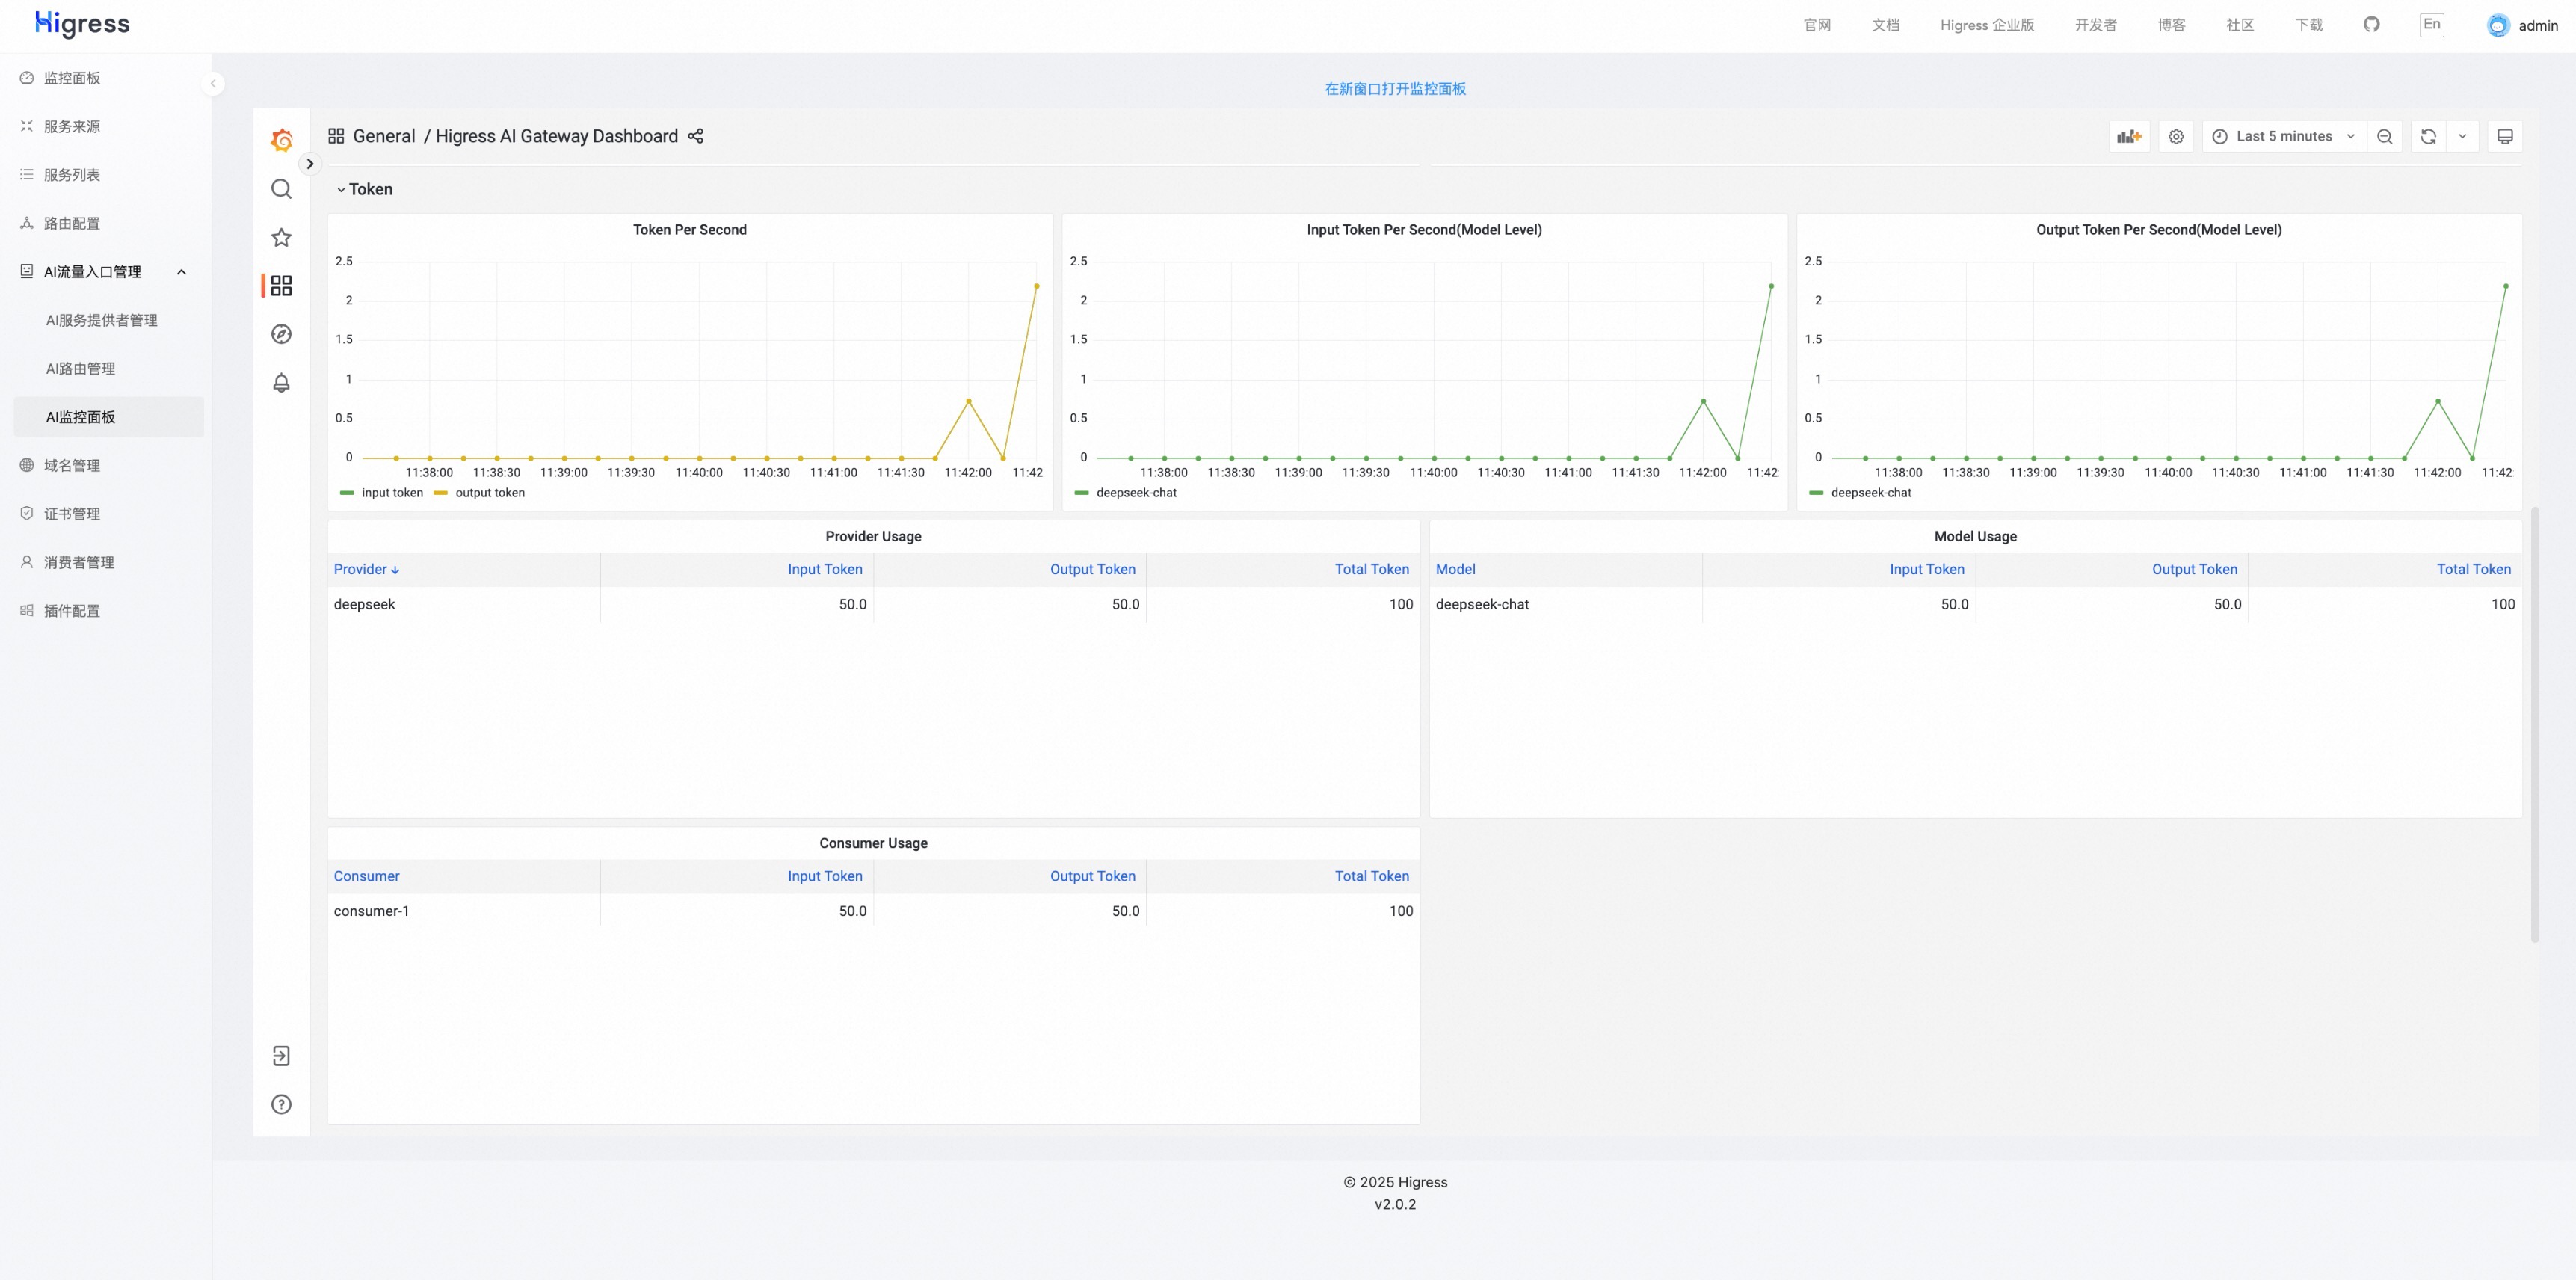 Higress
官网 文档 Higress 企业版 开发者 博客 社区 下载 En admin
监控面板
服务来源
服务列表
路由配置
AI流量入口管理
AI服务提供者管理
AI路由管理
AI监控面板
域名管理
证书管理
消费者管理
插件配置
在新窗口打开监控面板
General / Higress AI Gateway Dashboard
Last 5 minutes
Token
Token Per Second
2.5
2
1.5
1
0.5
0
11:38:00 11:38:30 11:39:00 11:39:30 11:40:00 11:40:30 11:41:00 11:41:30 11:42:00 11:42
input token output token
Input Token Per Second(Model Level)
2.5
2
1.5
1
0.5
0
11:38:00 11:38:30 11:39:00 11:39:30 11:40:00 11:40:30 11:41:00 11:41:30 11:42:00 11:42
deepseek-chat
Output Token Per Second(Model Level)
2.5
2
1.5
1
0.5
0
11:38:00 11:38:30 11:39:00 11:39:30 11:40:00 11:40:30 11:41:00 11:41:30 11:42:00 11:42
deepseek-chat
Provider Usage
Provider Input Token Output Token Total Token
deepseek 50.0 50.0 100
Model Usage
Model Input Token Output Token Total Token
deepseek-chat 50.0 50.0 100
Consumer Usage
Consumer Input Token Output Token Total Token
consumer-1 50.0 50.0 100
© 2025 Higress
v2.0.2